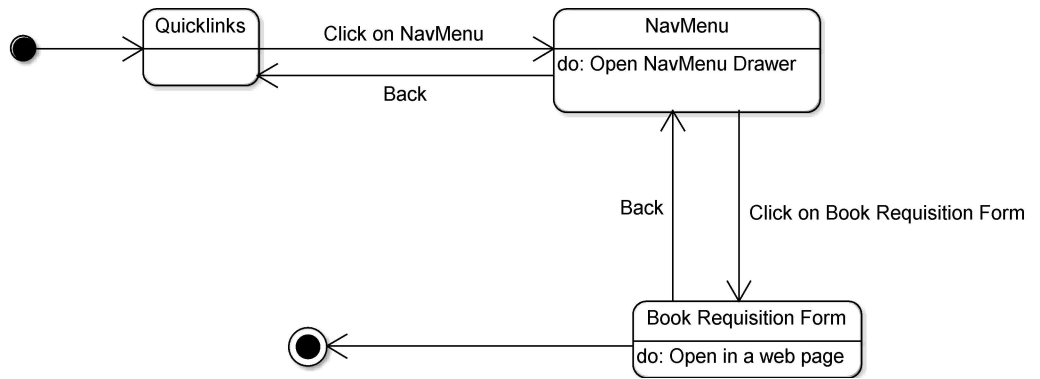 Quicklinks
Click on NavMenu
NavMenu
do: Open NavMenu Drawer
Back
Back
Click on Book Requisition Form
Book Requisition Form
do: Open in a web page